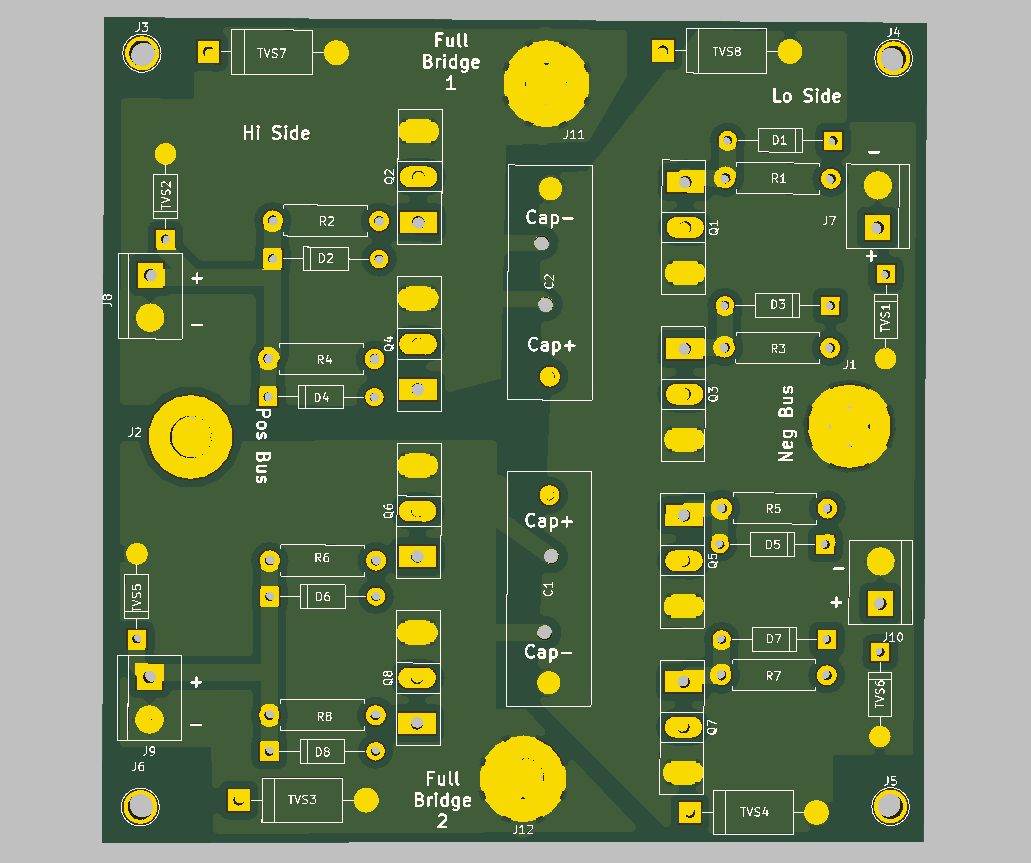 J3
TVS7
Full
Bridge
1
J11
TVS8
J4
Lo Side
Hi Side
D1
R1
Q2
TVS2
R2
D2
J8
+
−
Q4
R4
D4
Cap-
C2
Cap+
Q1
J7
−
+
TVS1
D3
R3
Q3
J1
Neg Bus
J2
Pos Bus
Q6
R6
D6
TVS5
Cap+
C1
Cap-
R5
D5
Q5
−
+
J10
D7
R7
TVS6
Q7
+
−
J9
J6
Q8
R8
D8
TVS3
Full
Bridge
2
J12
TVS4
J5